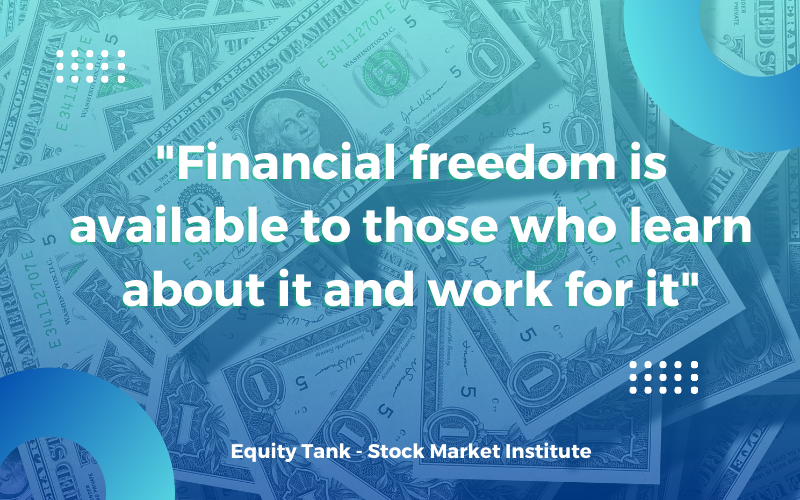 "Financial freedom is
available to those who learn
about it and work for it"
Equity Tank - Stock Market Institute